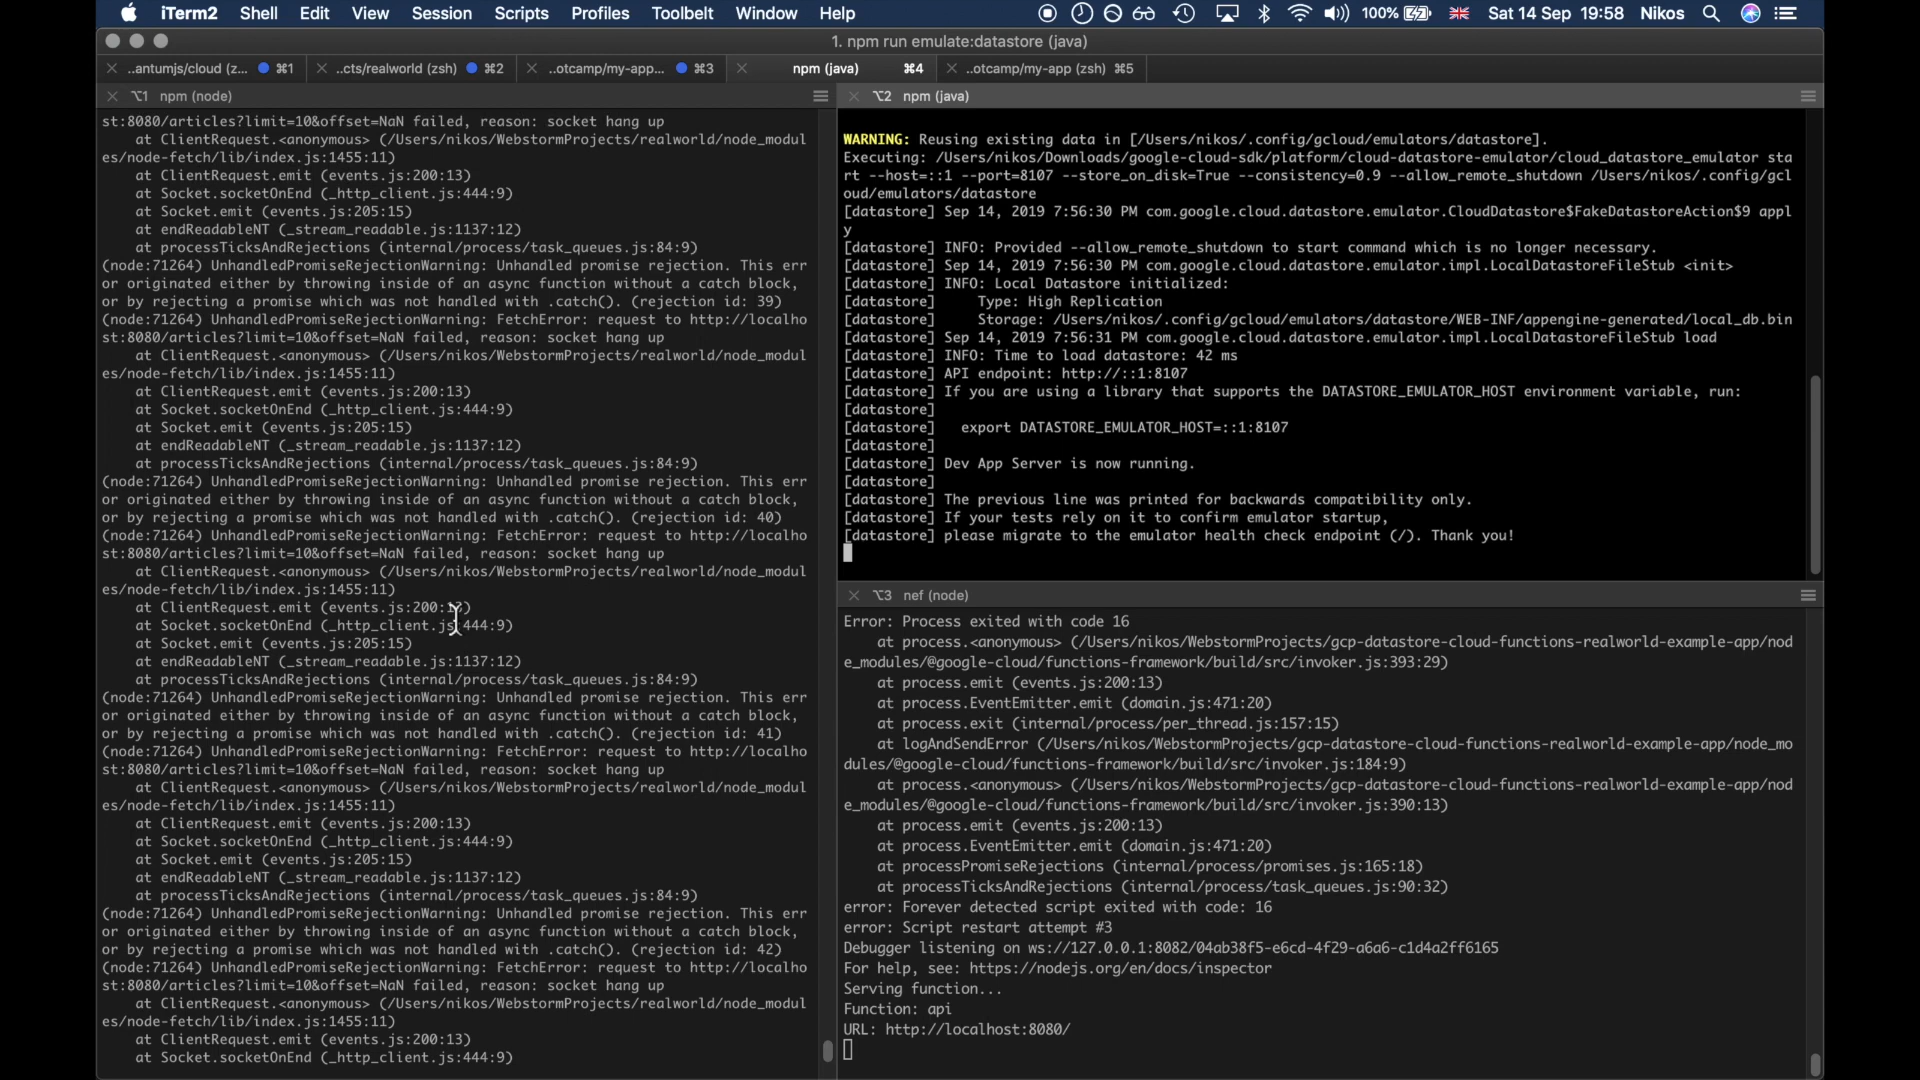 iTerm2 Shell Edit View Session Scripts Profiles Toolbelt Window Help 100% Sat 14 Sep 19:58 Nikos
1. npm run emulate:datastore (java)
..antumjs/cloud (z... ⌘1 ..cts/realworld (zsh) ⌘2 ..otcamp/my-app... ⌘3 npm (java) ⌘4 ..otcamp/my-app (zsh) ⌘5
⌥1 npm (node)
st:8080/articles?limit=10&offset=NaN failed, reason: socket hang up
at ClientRequest.<anonymous> (/Users/nikos/WebstormProjects/realworld/node_modul
es/node-fetch/lib/index.js:1455:11)
at ClientRequest.emit (events.js:200:13)
at Socket.socketOnEnd (_http_client.js:444:9)
at Socket.emit (events.js:205:15)
at endReadableNT (_stream_readable.js:1137:12)
at processTicksAndRejections (internal/process/task_queues.js:84:9)
(node:71264) UnhandledPromiseRejectionWarning: Unhandled promise rejection. This err
or originated either by throwing inside of an async function without a catch block,
or by rejecting a promise which was not handled with .catch(). (rejection id: 39)
(node:71264) UnhandledPromiseRejectionWarning: FetchError: request to http://localho
st:8080/articles?limit=10&offset=NaN failed, reason: socket hang up
at ClientRequest.<anonymous> (/Users/nikos/WebstormProjects/realworld/node_modul
es/node-fetch/lib/index.js:1455:11)
at ClientRequest.emit (events.js:200:13)
at Socket.socketOnEnd (_http_client.js:444:9)
at Socket.emit (events.js:205:15)
at endReadableNT (_stream_readable.js:1137:12)
at processTicksAndRejections (internal/process/task_queues.js:84:9)
(node:71264) UnhandledPromiseRejectionWarning: Unhandled promise rejection. This err
or originated either by throwing inside of an async function without a catch block,
or by rejecting a promise which was not handled with .catch(). (rejection id: 40)
(node:71264) UnhandledPromiseRejectionWarning: FetchError: request to http://localho
st:8080/articles?limit=10&offset=NaN failed, reason: socket hang up
at ClientRequest.<anonymous> (/Users/nikos/WebstormProjects/realworld/node_modul
es/node-fetch/lib/index.js:1455:11)
at ClientRequest.emit (events.js:200:13)
at Socket.socketOnEnd (_http_client.js:444:9)
at Socket.emit (events.js:205:15)
at endReadableNT (_stream_readable.js:1137:12)
at processTicksAndRejections (internal/process/task_queues.js:84:9)
(node:71264) UnhandledPromiseRejectionWarning: Unhandled promise rejection. This err
or originated either by throwing inside of an async function without a catch block,
or by rejecting a promise which was not handled with .catch(). (rejection id: 41)
(node:71264) UnhandledPromiseRejectionWarning: FetchError: request to http://localho
st:8080/articles?limit=10&offset=NaN failed, reason: socket hang up
at ClientRequest.<anonymous> (/Users/nikos/WebstormProjects/realworld/node_modul
es/node-fetch/lib/index.js:1455:11)
at ClientRequest.emit (events.js:200:13)
at Socket.socketOnEnd (_http_client.js:444:9)
at Socket.emit (events.js:205:15)
at endReadableNT (_stream_readable.js:1137:12)
at processTicksAndRejections (internal/process/task_queues.js:84:9)
(node:71264) UnhandledPromiseRejectionWarning: Unhandled promise rejection. This err
or originated either by throwing inside of an async function without a catch block,
or by rejecting a promise which was not handled with .catch(). (rejection id: 42)
(node:71264) UnhandledPromiseRejectionWarning: FetchError: request to http://localho
st:8080/articles?limit=10&offset=NaN failed, reason: socket hang up
at ClientRequest.<anonymous> (/Users/nikos/WebstormProjects/realworld/node_modul
es/node-fetch/lib/index.js:1455:11)
at ClientRequest.emit (events.js:200:13)
at Socket.socketOnEnd (_http_client.js:444:9)
⌥2 npm (java)
WARNING: Reusing existing data in [/Users/nikos/.config/gcloud/emulators/datastore].
Executing: /Users/nikos/Downloads/google-cloud-sdk/platform/cloud-datastore-emulator/cloud_datastore_emulator sta
rt --host=::1 --port=8107 --store_on_disk=True --consistency=0.9 --allow_remote_shutdown /Users/nikos/.config/gcl
oud/emulators/datastore
[datastore] Sep 14, 2019 7:56:30 PM com.google.cloud.datastore.emulator.CloudDatastore$FakeDatastoreAction$9 appl
y
[datastore] INFO: Provided --allow_remote_shutdown to start command which is no longer necessary.
[datastore] Sep 14, 2019 7:56:30 PM com.google.cloud.datastore.emulator.impl.LocalDatastoreFileStub <init>
[datastore] INFO: Local Datastore initialized:
[datastore] Type: High Replication
[datastore] Storage: /Users/nikos/.config/gcloud/emulators/datastore/WEB-INF/appengine-generated/local_db.bin
[datastore] Sep 14, 2019 7:56:31 PM com.google.cloud.datastore.emulator.impl.LocalDatastoreFileStub load
[datastore] INFO: Time to load datastore: 42 ms
[datastore] API endpoint: http://::1:8107
[datastore] If you are using a library that supports the DATASTORE_EMULATOR_HOST environment variable, run:
[datastore]
[datastore] export DATASTORE_EMULATOR_HOST=::1:8107
[datastore]
[datastore] Dev App Server is now running.
[datastore]
[datastore] The previous line was printed for backwards compatibility only.
[datastore] If your tests rely on it to confirm emulator startup,
[datastore] please migrate to the emulator health check endpoint (/). Thank you!
⌥3 nef (node)
Error: Process exited with code 16
at process.<anonymous> (/Users/nikos/WebstormProjects/gcp-datastore-cloud-functions-realworld-example-app/nod
e_modules/@google-cloud/functions-framework/build/src/invoker.js:393:29)
at process.emit (events.js:200:13)
at process.EventEmitter.emit (domain.js:471:20)
at process.exit (internal/process/per_thread.js:157:15)
at logAndSendError (/Users/nikos/WebstormProjects/gcp-datastore-cloud-functions-realworld-example-app/node_mo
dules/@google-cloud/functions-framework/build/src/invoker.js:184:9)
at process.<anonymous> (/Users/nikos/WebstormProjects/gcp-datastore-cloud-functions-realworld-example-app/nod
e_modules/@google-cloud/functions-framework/build/src/invoker.js:390:13)
at process.emit (events.js:200:13)
at process.EventEmitter.emit (domain.js:471:20)
at processPromiseRejections (internal/process/promises.js:165:18)
at processTicksAndRejections (internal/process/task_queues.js:90:32)
error: Forever detected script exited with code: 16
error: Script restart attempt #3
Debugger listening on ws://127.0.0.1:8082/04ab38f5-e6cd-4f29-a6a6-c1d4a2ff6165
For help, see: https://nodejs.org/en/docs/inspector
Serving function...
Function: api
URL: http://localhost:8080/